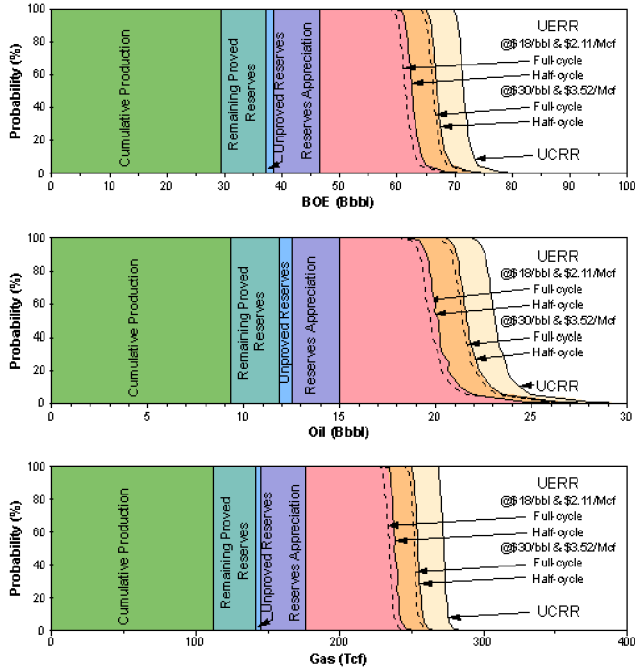 Probability (%)
100
80
60
40
20
0
Cumulative Production
Remaining Proved
Reserves
Unproved Reserves
Reserves Appreciation
UERR
@$18/bbl & $2.11/Mcf
Full-cycle
Half-cycle
@$30/bbl & $3.52/Mcf
Full-cycle
Half-cycle
UCRR
0 10 20 30 40 50 60 70 80 90 100
BOE (Bbbl)
Probability (%)
100
80
60
40
20
0
Cumulative Production
Remaining Proved
Reserves
Unproved Reserves
Reserves Appreciation
UERR
@$18/bbl & $2.11/Mcf
Full-cycle
Half-cycle
@$30/bbl & $3.52/Mcf
Full-cycle
Half-cycle
UCRR
0 5 10 15 20 25 30
Oil (Bbbl)
Probability (%)
100
80
60
40
20
0
Cumulative Production
Remaining Proved
Reserves
Unproved Reserves
Reserves Appreciation
UERR
@$18/bbl & $2.11/Mcf
Full-cycle
Half-cycle
@$30/bbl & $3.52/Mcf
Full-cycle
Half-cycle
UCRR
0 100 200 300 400
Gas (Tcf)